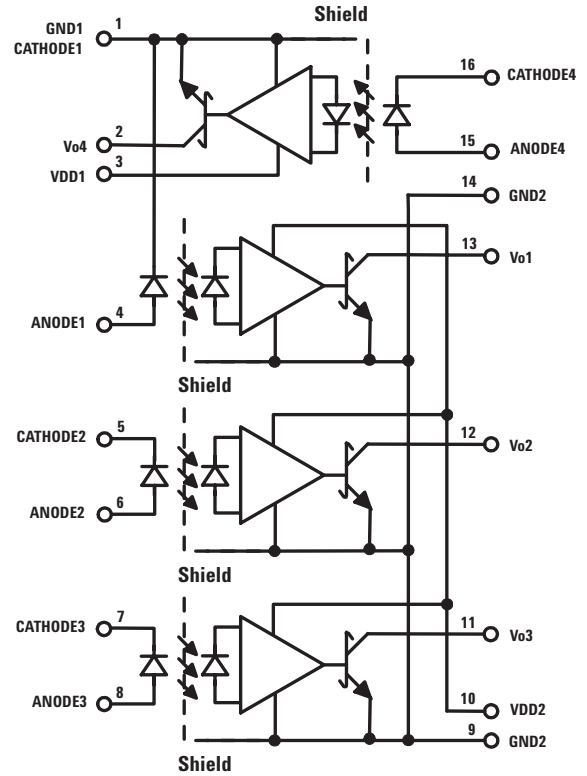 Shield
GND1
CATHODE1
1
16
CATHODE4
2
Vo4
3
VDD1
15
ANODE4
14
GND2
13
Vo1
4
ANODE1
Shield
5
CATHODE2
12
Vo2
6
ANODE2
Shield
7
CATHODE3
11
Vo3
8
ANODE3
10
VDD2
9
GND2
Shield